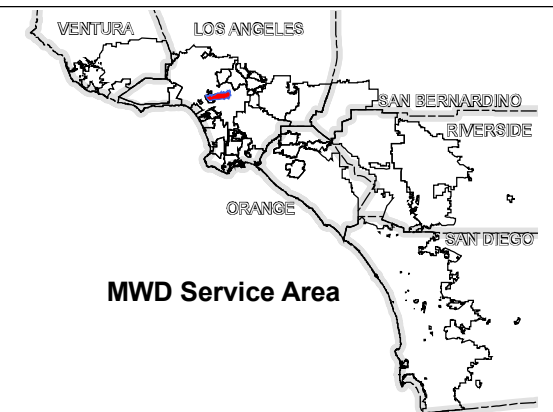 VENTURA
LOS ANGELES
SAN BERNARDINO
RIVERSIDE
ORANGE
SAN DIEGO
MWD Service Area